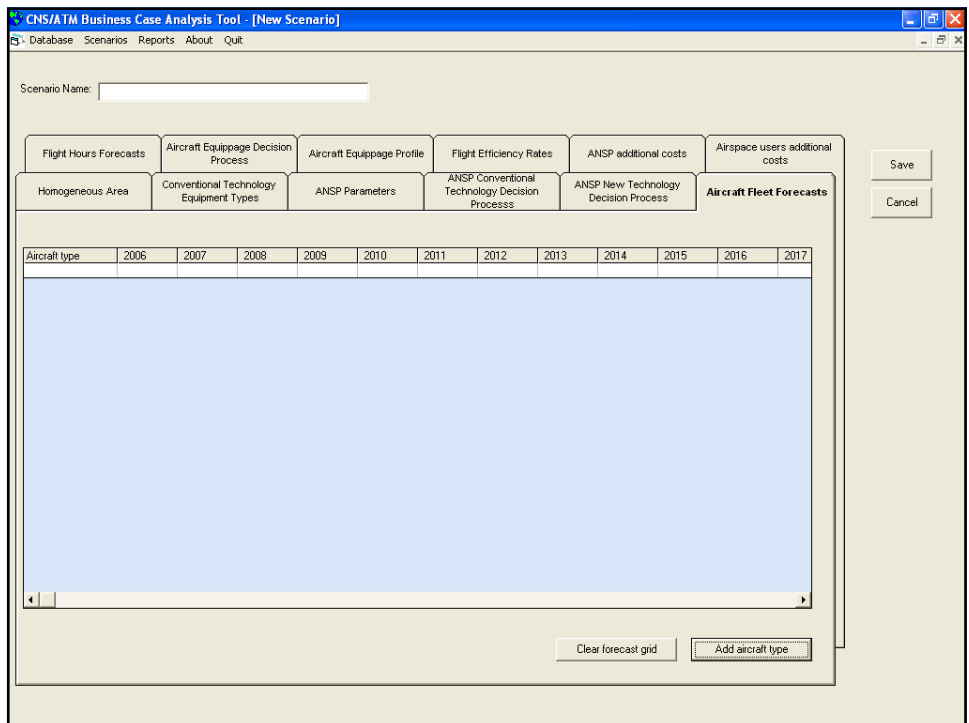 CNS/ATM Business Case Analysis Tool - [New Scenario]
Database Scenarios Reports About Quit
Scenario Name:
Flight Hours Forecasts
Aircraft Equippage Decision
Process
Aircraft Equippage Profile
Flight Efficiency Rates
ANSP additional costs
Airspace users additional
costs
Save
Homogeneous Area
Conventional Technology
Equipment Types
ANSP Parameters
ANSP Conventional
Technology Decision
Processs
ANSP New Technology
Decision Process
Aircraft Fleet Forecasts
Cancel
Aircraft type 2006 2007 2008 2009 2010 2011 2012 2013 2014 2015 2016 2017
Clear forecast grid
Add aircraft type